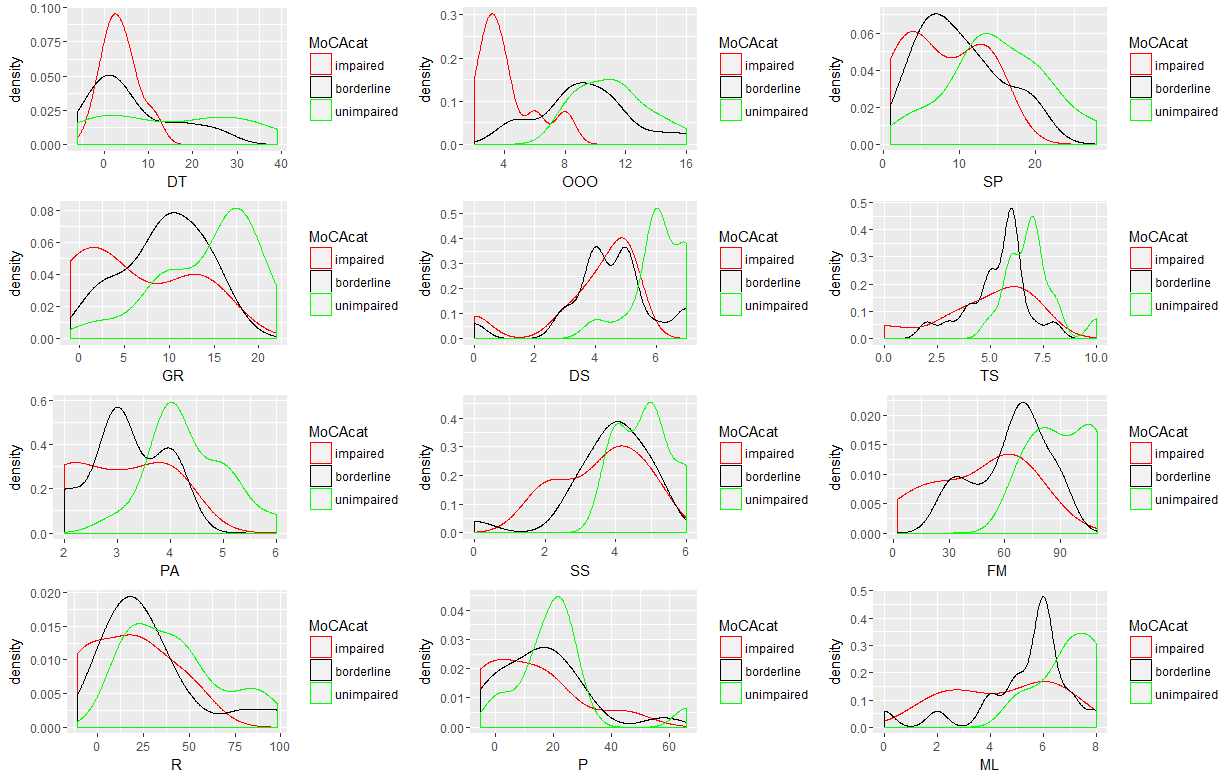 0.100
0.075
0.050
0.025
0.000
density
0 10 20 30 40
DT
MoCAcat
impaired
borderline
unimpaired
0.3
0.2
0.1
0.0
density
4 8 12 16
OOO
MoCAcat
impaired
borderline
unimpaired
0.06
0.04
0.02
0.00
density
0 10 20
SP
MoCAcat
impaired
borderline
unimpaired
0.08
0.06
0.04
0.02
0.00
density
0 5 10 15 20
GR
MoCAcat
impaired
borderline
unimpaired
0.5
0.4
0.3
0.2
0.1
0.0
density
0 2 4 6
DS
MoCAcat
impaired
borderline
unimpaired
0.5
0.4
0.3
0.2
0.1
0.0
density
0.0 2.5 5.0 7.5 10.0
TS
MoCAcat
impaired
borderline
unimpaired
0.6
0.4
0.2
0.0
density
2 3 4 5 6
PA
MoCAcat
impaired
borderline
unimpaired
0.4
0.3
0.2
0.1
0.0
density
0 2 4 6
SS
MoCAcat
impaired
borderline
unimpaired
0.020
0.015
0.010
0.005
0.000
density
0 30 60 90
FM
MoCAcat
impaired
borderline
unimpaired
0.020
0.015
0.010
0.005
0.000
density
0 25 50 75 100
R
MoCAcat
impaired
borderline
unimpaired
0.04
0.03
0.02
0.01
0.00
density
0 20 40 60
P
MoCAcat
impaired
borderline
unimpaired
0.5
0.4
0.3
0.2
0.1
0.0
density
0 2 4 6 8
ML
MoCAcat
impaired
borderline
unimpaired